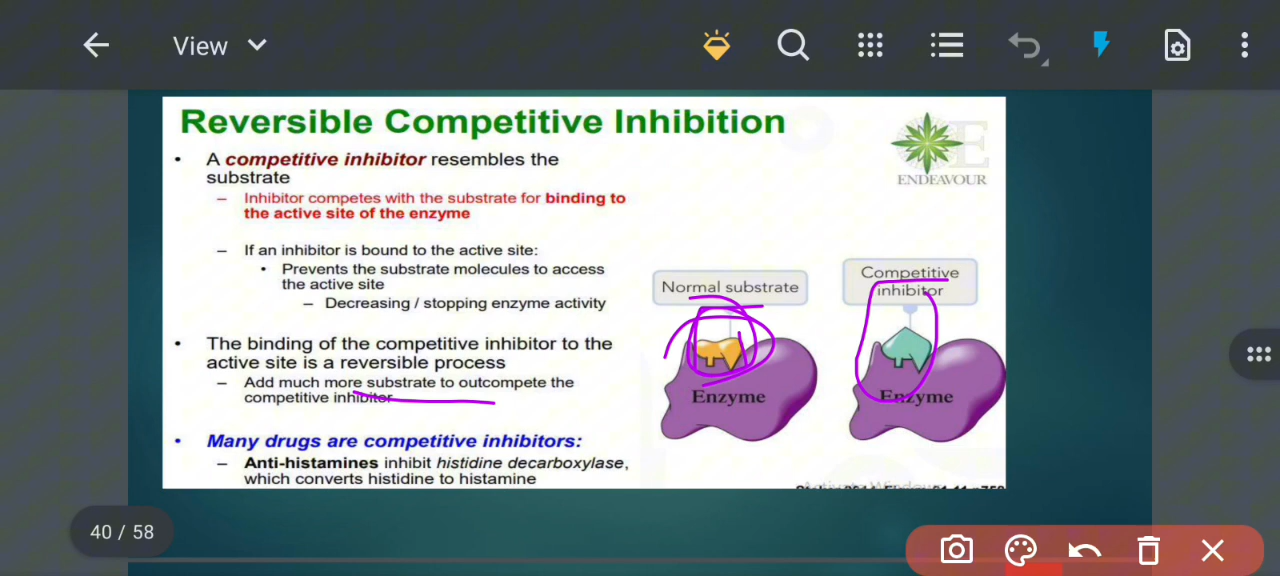 View
Reversible Competitive Inhibition
• A competitive inhibitor resembles the
substrate
– Inhibitor competes with the substrate for binding to
the active site of the enzyme
– If an inhibitor is bound to the active site:
• Prevents the substrate molecules to access
the active site
– Decreasing / stopping enzyme activity
• The binding of the competitive inhibitor to the
active site is a reversible process
– Add much more substrate to outcompete the
competitive inhibitor
• Many drugs are competitive inhibitors:
– Anti-histamines inhibit histidine decarboxylase,
which converts histidine to histamine
E
ENDEAVOUR
Normal substrate
Enzyme
Competitive
inhibitor
Enzyme
40 / 58